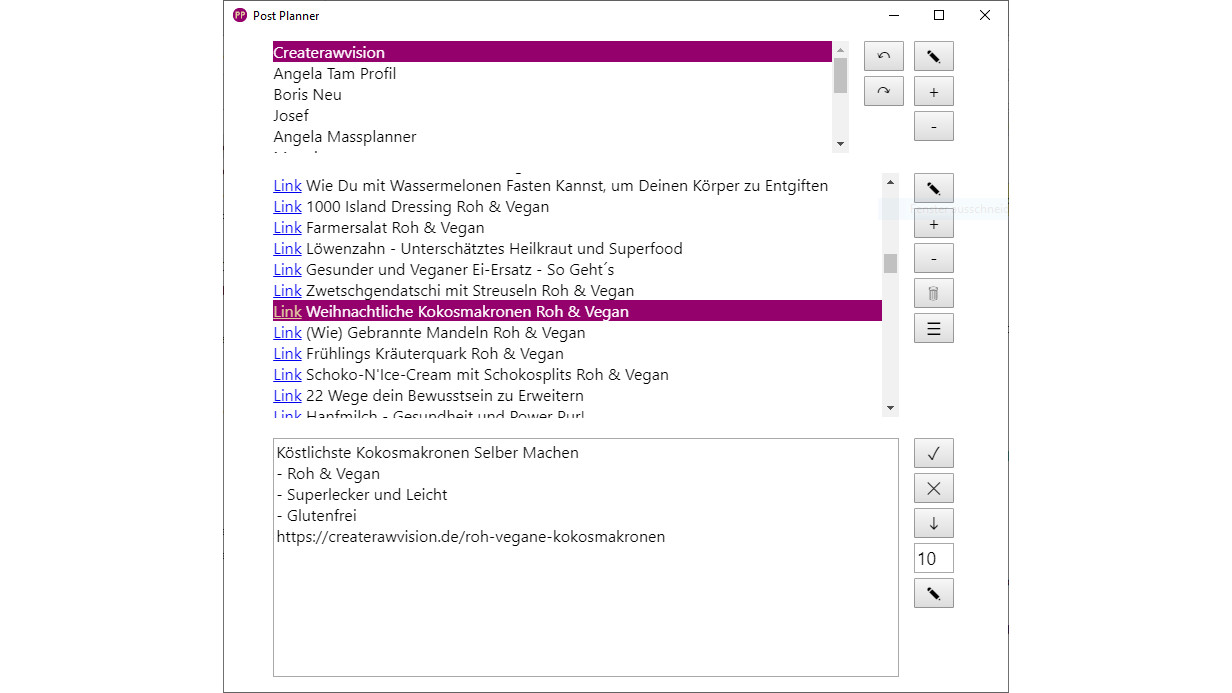 PP Post Planner
Createrawvision
Angela Tam Profil
Boris Neu
Josef
Angela Massplanner
+
-
Link Wie Du mit Wassermelonen Fasten Kannst, um Deinen Körper zu Entgiften
Link 1000 Island Dressing Roh & Vegan
Link Farmersalat Roh & Vegan
Link Löwenzahn - Unterschätztes Heilkraut und Superfood
Link Gesunder und Veganer Ei-Ersatz - So Geht´s
Link Zwetschgendatschi mit Streuseln Roh & Vegan
Link Weihnachtliche Kokosmakronen Roh & Vegan
Link (Wie) Gebrannte Mandeln Roh & Vegan
Link Frühlings Kräuterquark Roh & Vegan
Link Schoko-N'Ice-Cream mit Schokosplits Roh & Vegan
Link 22 Wege dein Bewusstsein zu Erweitern
Link Hanfmilch - Gesundheit und Power Pur!
+
-
Köstlichste Kokosmakronen Selber Machen
- Roh & Vegan
- Superlecker und Leicht
- Glutenfrei
https://createrawvision.de/roh-vegane-kokosmakronen
10